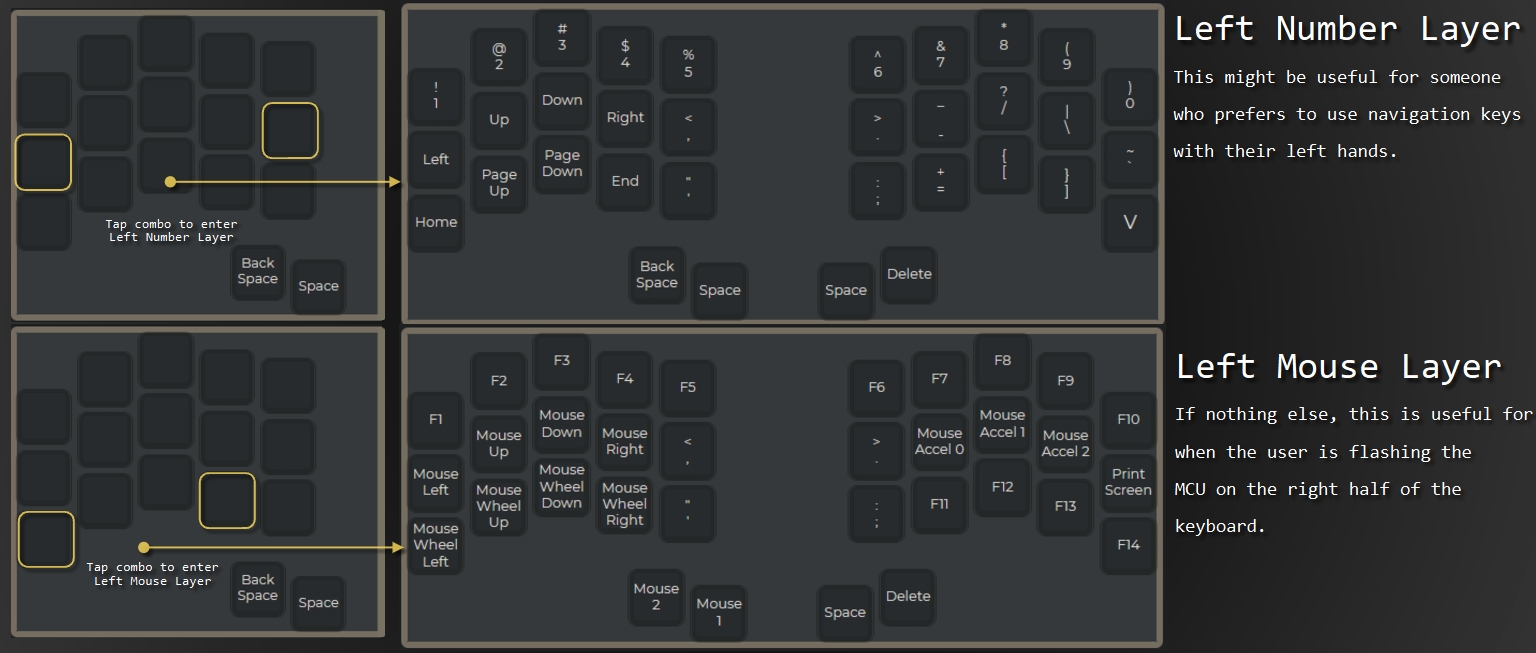 Left Number Layer
This might be useful for someone
who prefers to use navigation keys
with their left hands.
Tap combo to enter
Left Number Layer
Back
Space
Space
!
1
@
2
#
3
$
4
%
5
^
6
&
7
*
8
(
9
)
0
Left
Up
Down
Right
<
,
>
.
_
-
?
/
|
\
~
`
Home
Page
Up
Page
Down
End
"
'
:
;
+
=
{
[
}
]
V
Back
Space
Space
Space
Delete
Left Mouse Layer
If nothing else, this is useful for
when the user is flashing the
MCU on the right half of the
keyboard.
Tap combo to enter
Left Mouse Layer
Back
Space
Space
F1
F2
F3
F4
F5
F6
F7
F8
F9
F10
Mouse
Left
Mouse
Up
Mouse
Down
Mouse
Right
<
,
>
.
Mouse
Accel 0
Mouse
Accel 1
Mouse
Accel 2
Print
Screen
Mouse
Wheel
Left
Mouse
Wheel
Up
Mouse
Wheel
Down
Mouse
Wheel
Right
"
'
:
;
F11
F12
F13
F14
Mouse
2
Mouse
1
Space
Delete